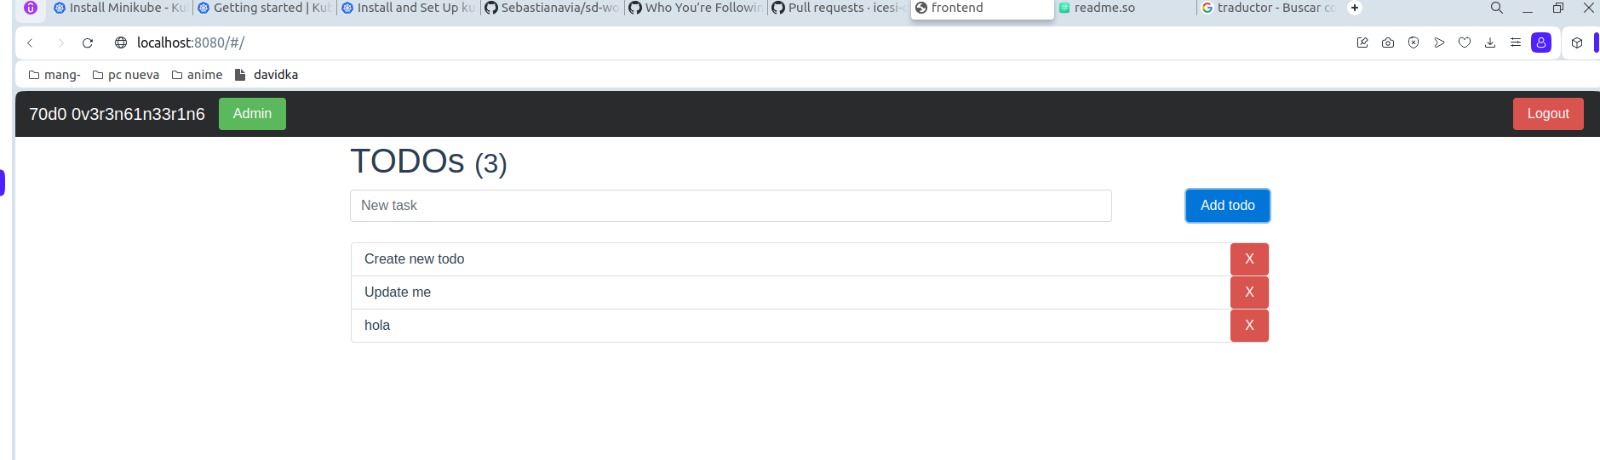 Install Minikube - Ku
Getting started | Kub
Install and Set Up ku
Sebastianavia/sd-wo
Who You're Followin
Pull requests · icesi-
frontend
readme.so
traductor - Buscar co
localhost:8080/#/
mang-
pc nueva
anime
davidka
70d0 0v3r3n61n33r1n6
Admin
Logout
TODOs (3)
New task
Add todo
Create new todo
X
Update me
X
hola
X